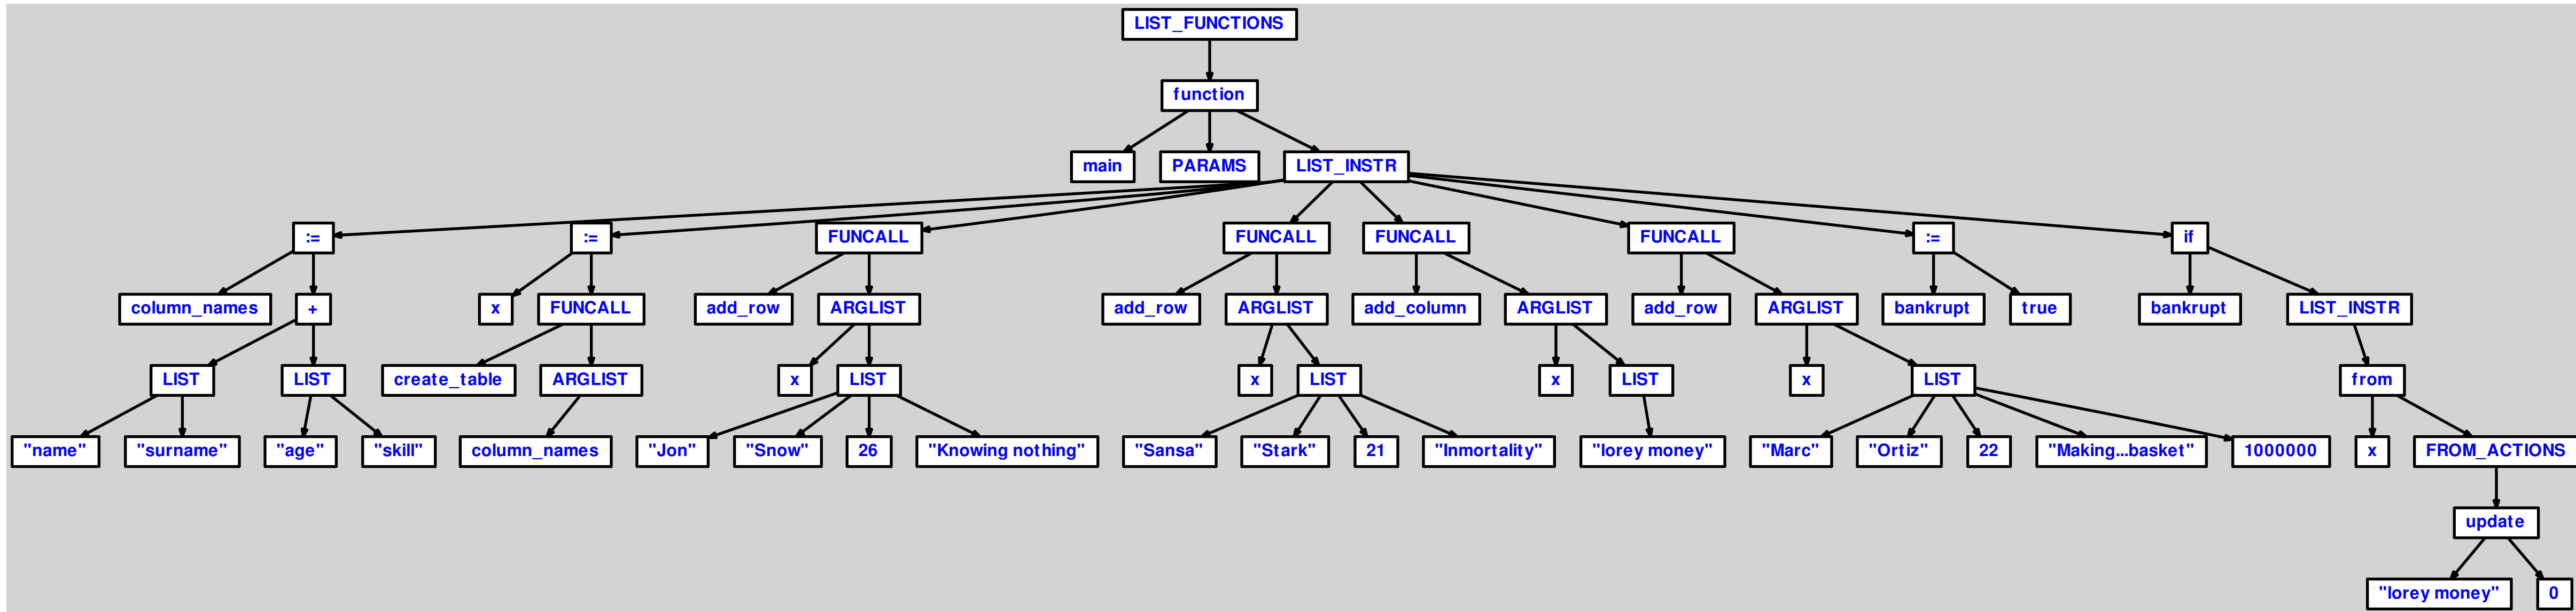 LIST_FUNCTIONS
function
main PARAMS LIST_INSTR
:= := FUNCALL FUNCALL FUNCALL FUNCALL := if
column_names + x FUNCALL add_row ARGLIST add_row ARGLIST add_column ARGLIST add_row ARGLIST bankrupt true bankrupt LIST_INSTR
LIST LIST create_table ARGLIST x LIST x LIST x LIST x LIST from
"name" "surname" "age" "skill" column_names "Jon" "Snow" 26 "Knowing nothing" "Sansa" "Stark" 21 "Inmortality" "lorey money" "Marc" "Ortiz" 22 "Making...basket" 1000000 x FROM_ACTIONS
update
"lorey money" 0